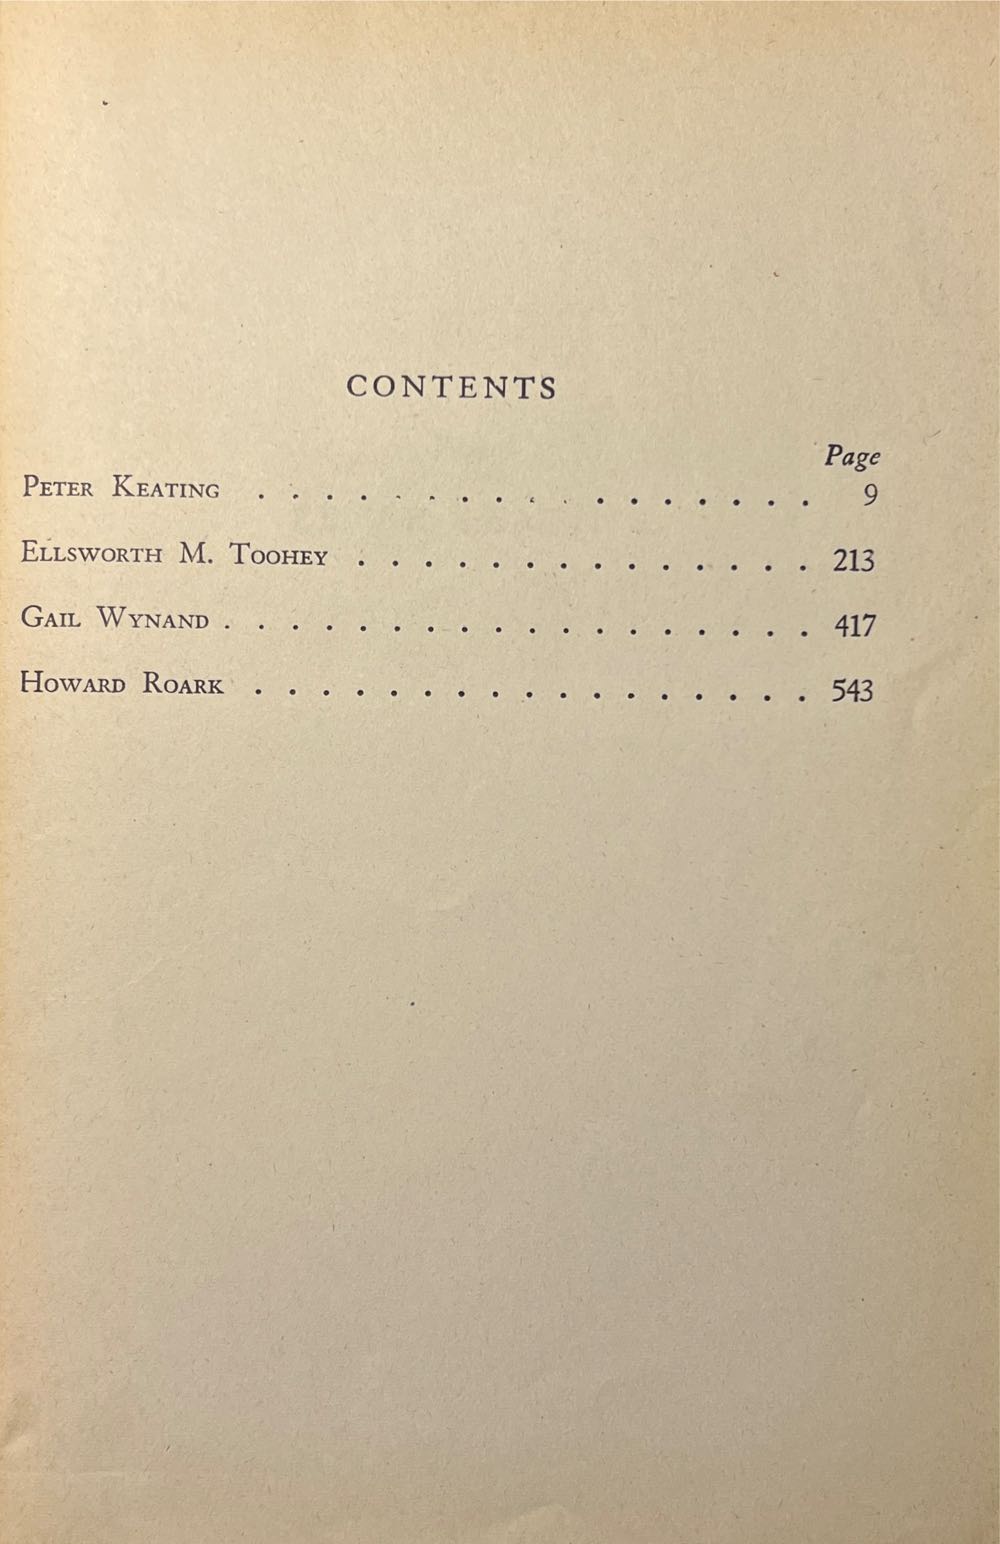 CONTENTS
Page
Peter Keating . . . . . . . . . . . . . . . . . 9
Ellsworth M. Toohey . . . . . . . . . . . . . . 213
Gail Wynand . . . . . . . . . . . . . . . . . . 417
Howard Roark . . . . . . . . . . . . . . . . . 543